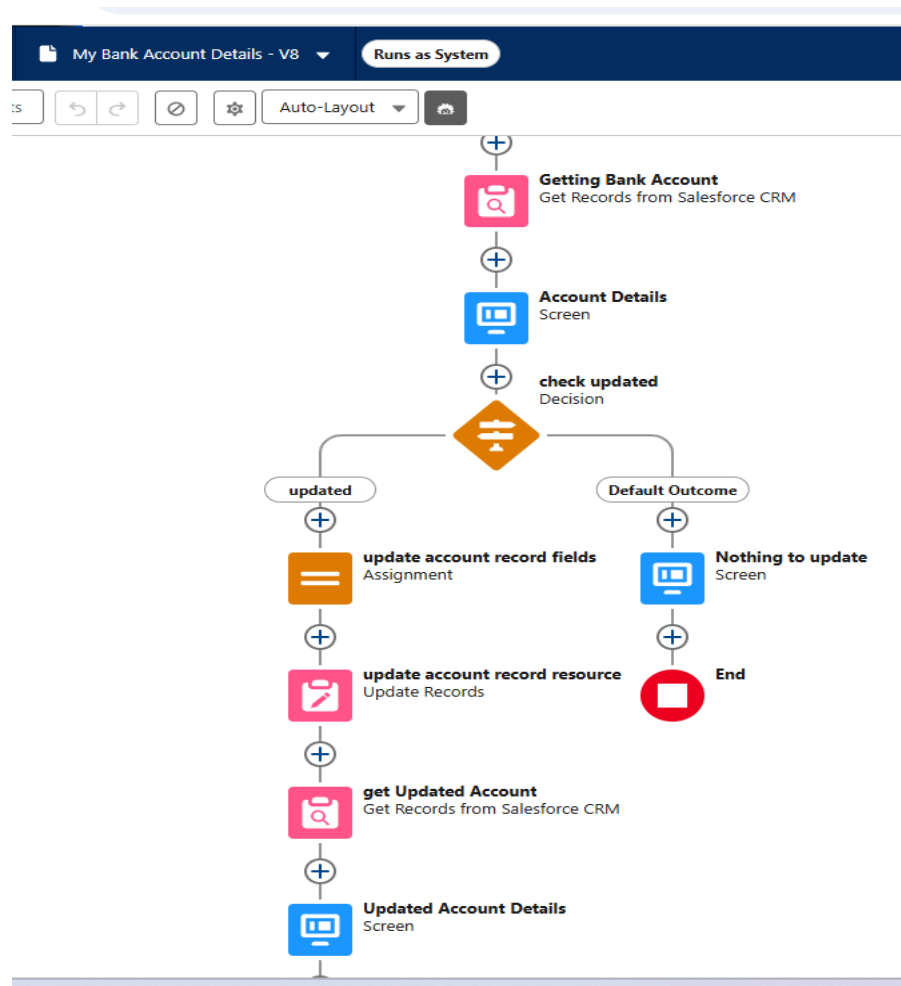 My Bank Account Details - V8
Runs as System
ts
Auto-Layout
Getting Bank Account
Get Records from Salesforce CRM
Account Details
Screen
check updated
Decision
updated
Default Outcome
update account record fields
Assignment
Nothing to update
Screen
update account record resource
Update Records
End
get Updated Account
Get Records from Salesforce CRM
Updated Account Details
Screen